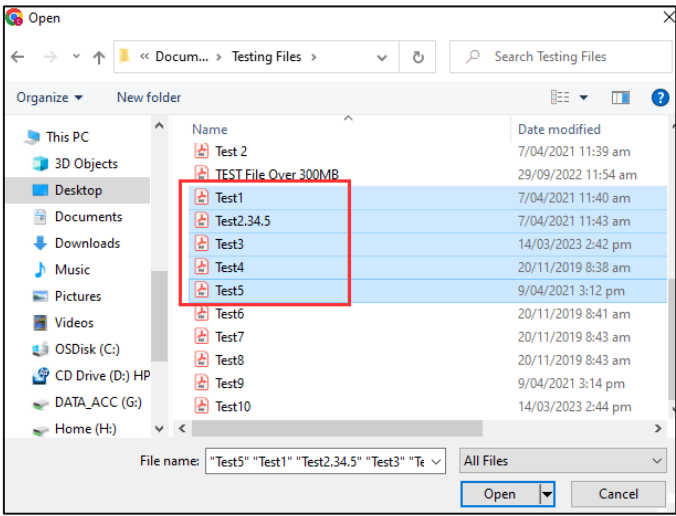 Open
« Docum... › Testing Files ›
Search Testing Files
Organize
New folder
This PC
3D Objects
Desktop
Documents
Downloads
Music
Pictures
Videos
OSDisk (C:)
CD Drive (D:) HP
DATA_ACC (G:)
Home (H:)
Name Date modified
Test 2 7/04/2021 11:39 am
TEST File Over 300MB 29/09/2022 11:54 am
Test1 7/04/2021 11:40 am
Test2.34.5 7/04/2021 11:43 am
Test3 14/03/2023 2:42 pm
Test4 20/11/2019 8:38 am
Test5 9/04/2021 3:12 pm
Test6 20/11/2019 8:41 am
Test7 20/11/2019 8:43 am
Test8 20/11/2019 8:43 am
Test9 9/04/2021 3:14 pm
Test10 14/03/2023 2:44 pm
File name: "Test5" "Test1" "Test2.34.5" "Test3" "Te
All Files
Open
Cancel